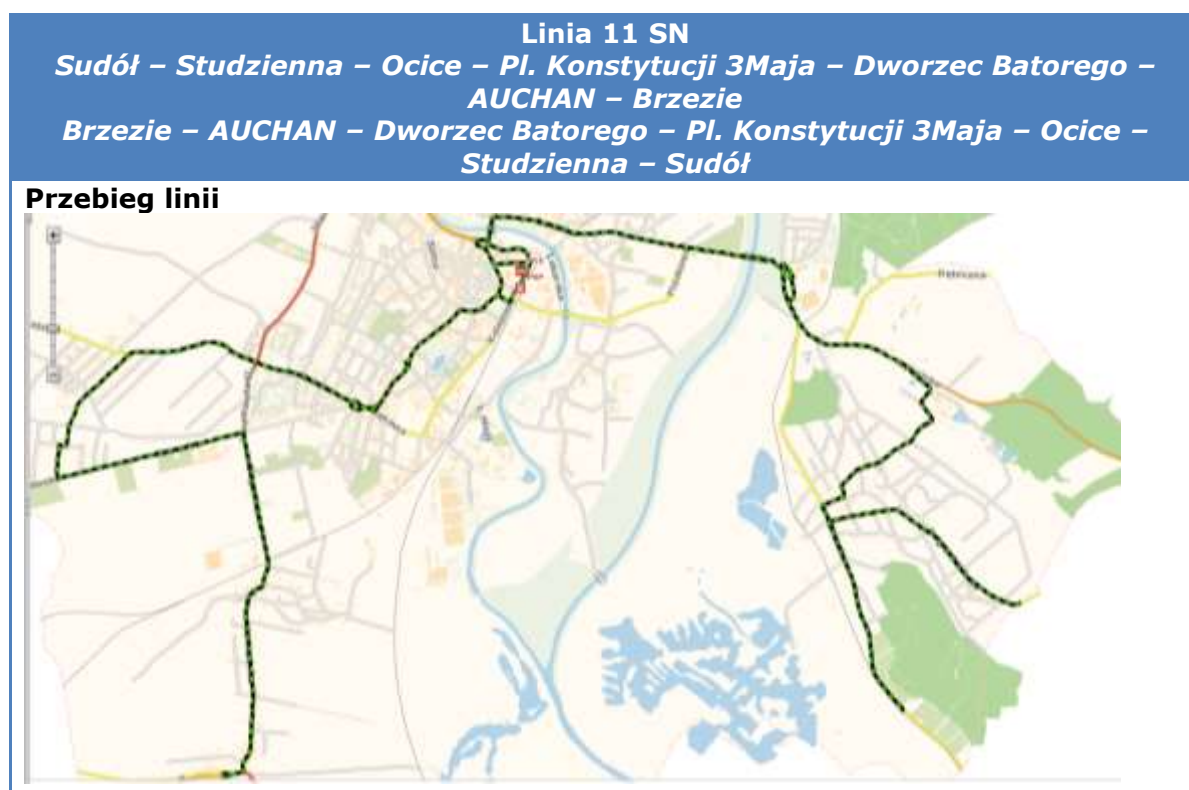 Linia 11 SN
Sudół – Studzienna – Ocice – Pl. Konstytucji 3Maja – Dworzec Batorego –
AUCHAN – Brzezie
Brzezie – AUCHAN – Dworzec Batorego – Pl. Konstytucji 3Maja – Ocice –
Studzienna – Sudół
Przebieg linii